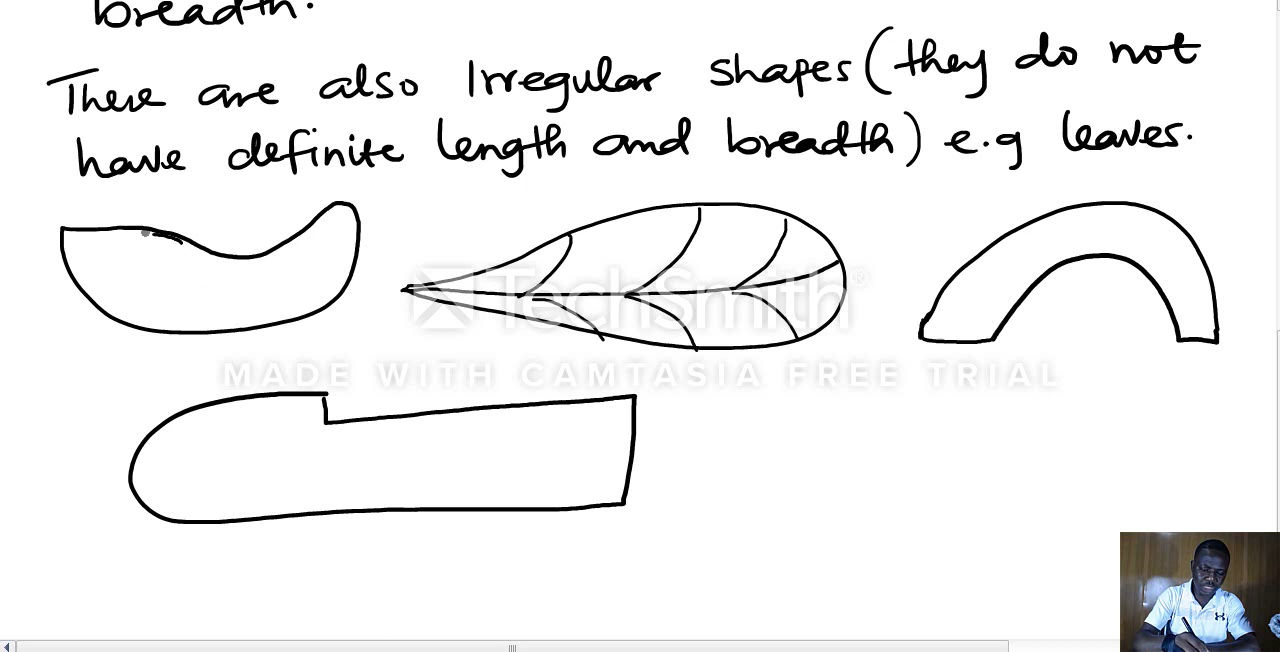 breadth.
There are also Irregular shapes (they do not
have definite length and breadth) e.g leaves.
TechSmith®
MADE WITH CAMTASIA FREE TRIAL